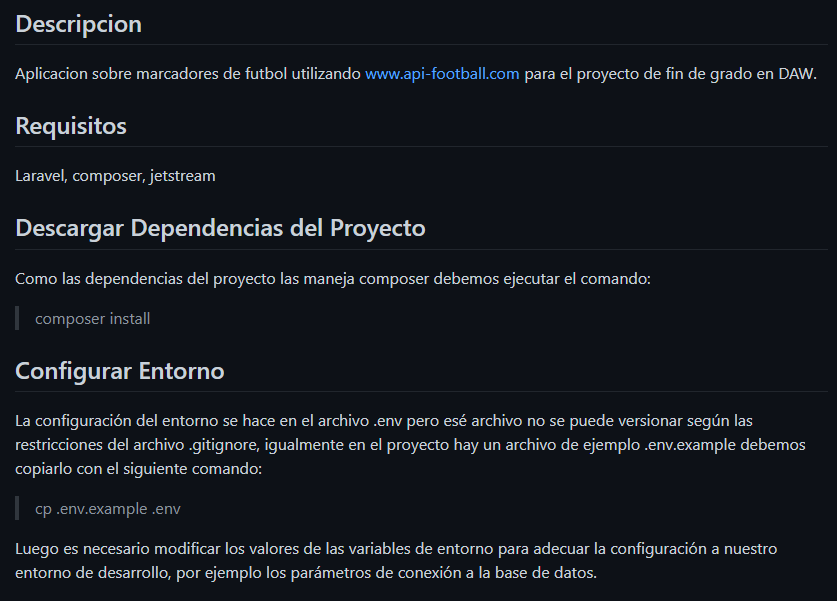 Descripcion
Aplicacion sobre marcadores de futbol utilizando www.api-football.com para el proyecto de fin de grado en DAW.
Requisitos
Laravel, composer, jetstream
Descargar Dependencias del Proyecto
Como las dependencias del proyecto las maneja composer debemos ejecutar el comando:
composer install
Configurar Entorno
La configuración del entorno se hace en el archivo .env pero esé archivo no se puede versionar según las
restricciones del archivo .gitignore, igualmente en el proyecto hay un archivo de ejemplo .env.example debemos
copiarlo con el siguiente comando:
cp .env.example .env
Luego es necesario modificar los valores de las variables de entorno para adecuar la configuración a nuestro
entorno de desarrollo, por ejemplo los parámetros de conexión a la base de datos.